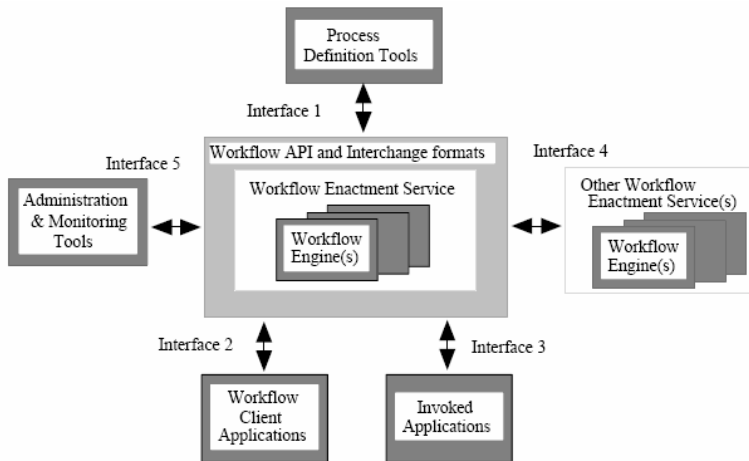 Process
Definition Tools
Interface 1
Workflow API and Interchange formats
Interface 4
Interface 5
Workflow Enactment Service
Other Workflow
Enactment Service(s)
Administration
& Monitoring
Tools
Workflow
Engine(s)
Workflow
Engine(s)
Interface 2
Interface 3
Workflow
Client
Applications
Invoked
Applications